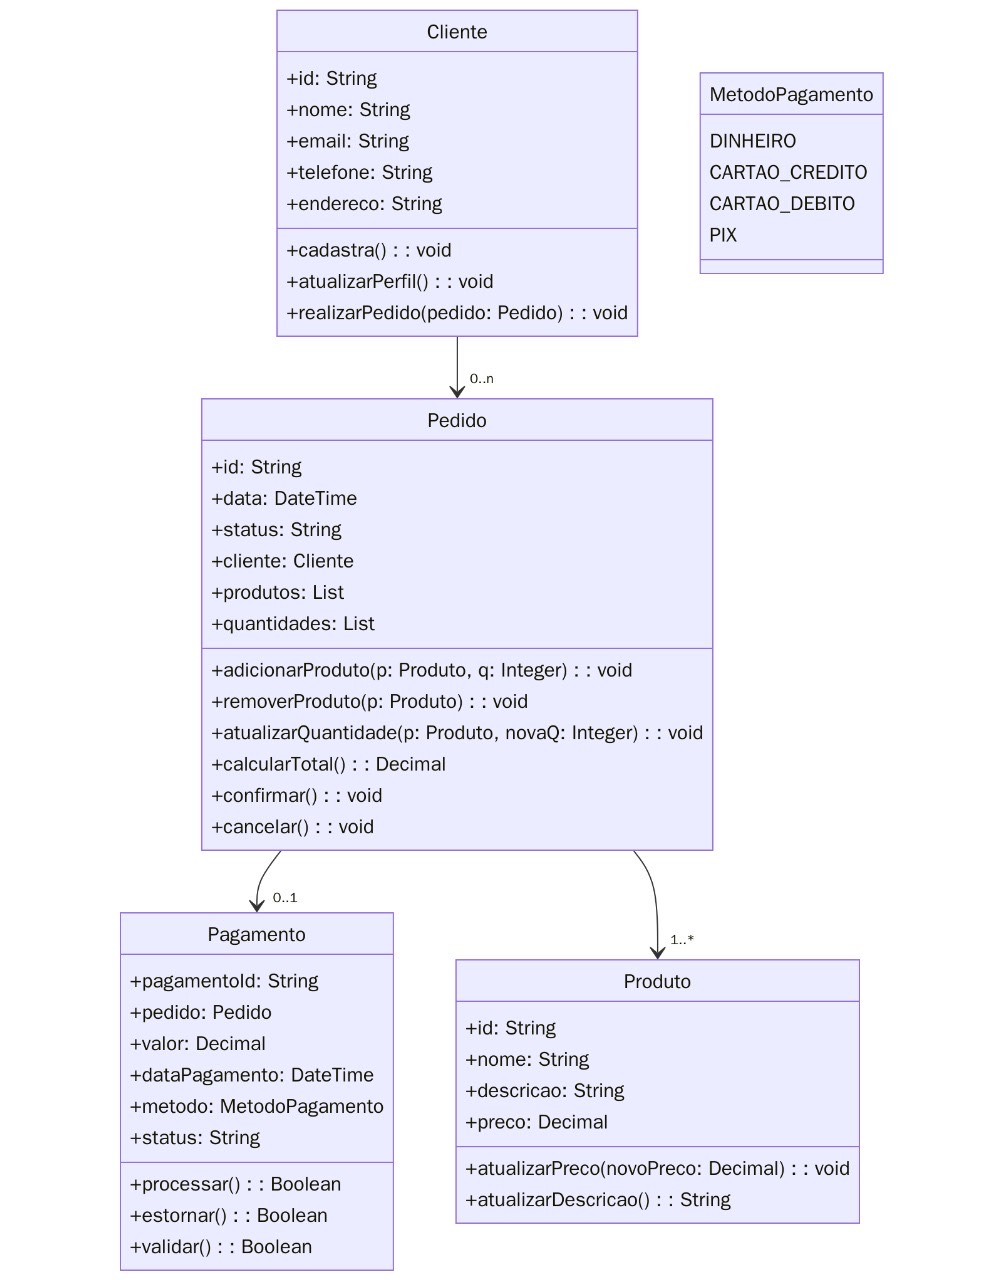 Cliente
+id: String
+nome: String
+email: String
+telefone: String
+endereco: String
+cadastra() : : void
+atualizarPerfil() : : void
+realizarPedido(pedido: Pedido) : : void
MetodoPagamento
DINHEIRO
CARTAO_CREDITO
CARTAO_DEBITO
PIX
0..n
Pedido
+id: String
+data: DateTime
+status: String
+cliente: Cliente
+produtos: List
+quantidades: List
+adicionarProduto(p: Produto, q: Integer) : : void
+removerProduto(p: Produto) : : void
+atualizarQuantidade(p: Produto, novaQ: Integer) : : void
+calcularTotal() : : Decimal
+confirmar() : : void
+cancelar() : : void
0..1
Pagamento
+pagamentoId: String
+pedido: Pedido
+valor: Decimal
+dataPagamento: DateTime
+metodo: MetodoPagamento
+status: String
+processar() : : Boolean
+estornar() : : Boolean
+validar() : : Boolean
1..*
Produto
+id: String
+nome: String
+descricao: String
+preco: Decimal
+atualizarPreco(novoPreco: Decimal) : : void
+atualizarDescricao() : : String